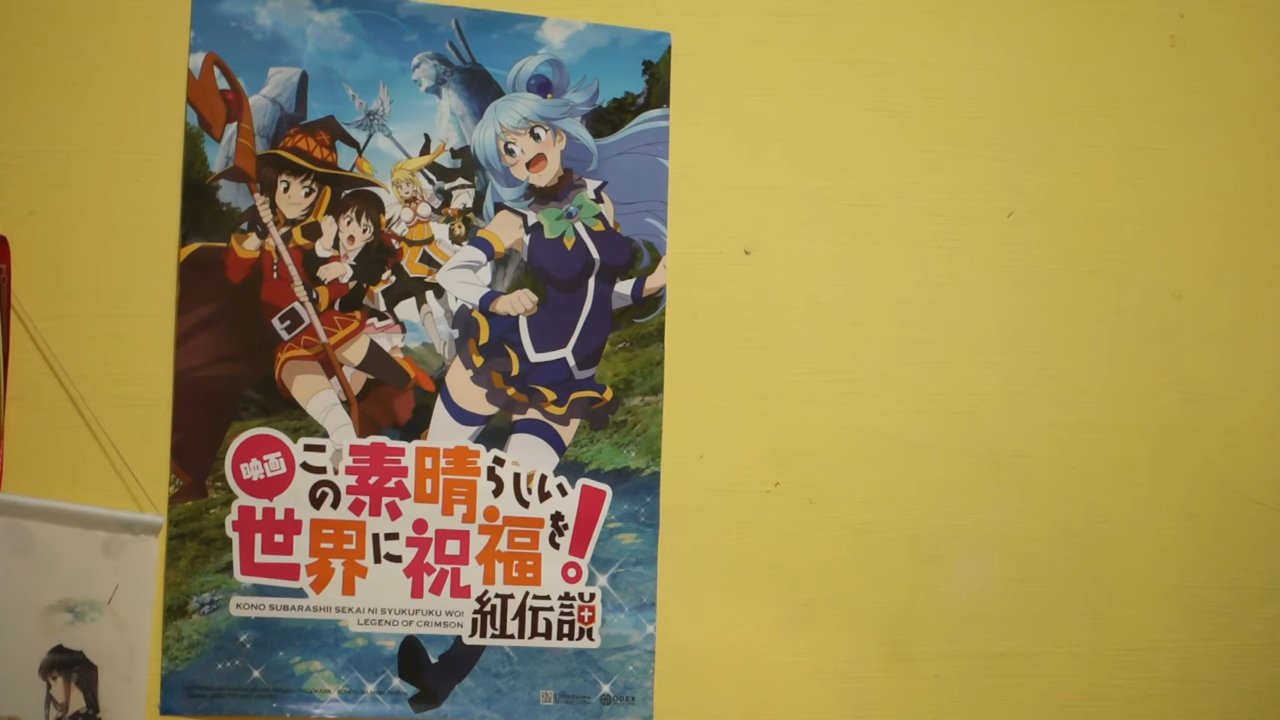 映画
この素晴らしい
世界に祝福を!
KONO SUBARASHII SEKAI NI SYUKUFUKU WO!
LEGEND OF CRIMSON
紅伝説
ODEX